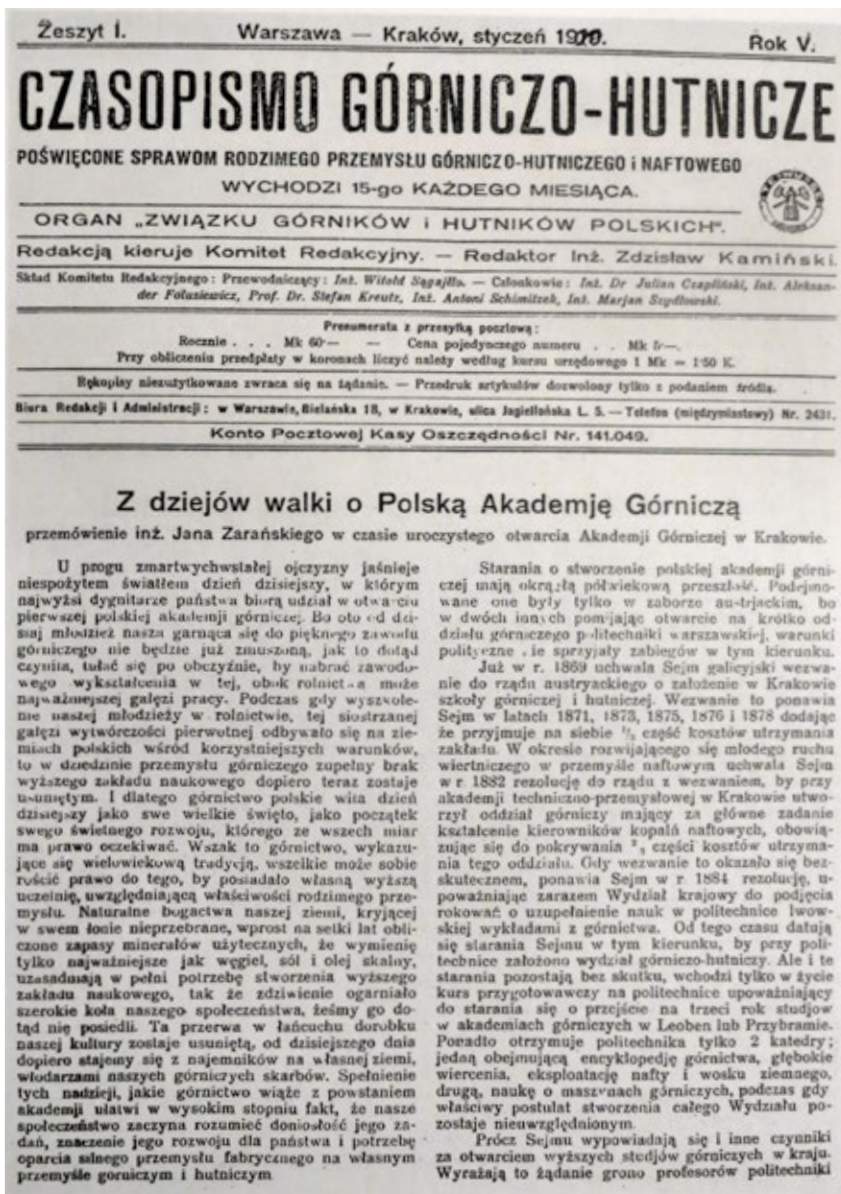 Zeszyt I.
Warszawa — Kraków, styczeń 1920.
Rok V.
CZASOPISMO GÓRNICZO-HUTNICZE
POŚWIĘCONE SPRAWOM RODZIMEGO PRZEMYSŁU GÓRNICZO-HUTNICZEGO i NAFTOWEGO
WYCHODZI 15-go KAŻDEGO MIESIĄCA.
ORGAN „ZWIĄZKU GÓRNIKÓW i HUTNIKÓW POLSKICH".
Redakcją kieruje Komitet Redakcyjny. — Redaktor Inż. Zdzisław Kamiński.
Skład Komitetu Redakcyjnego: Przewodniczący: Inż. Witold Sągajłło. — Członkowie: Inż. Dr Julian Czapliński, Inż. Aleksan-
der Folusiewicz, Prof. Dr. Stefan Kreutz, Inż. Antoni Schimitzek, Inż. Marjan Szydłowski.
Prenumerata z przesyłką pocztową:
Rocznie . . . Mk 60·— — Cena pojedynczego numeru . . Mk 5·—.
Przy obliczeniu przedpłaty w koronach liczyć należy według kursu urzędowego 1 Mk = 1·50 K.
Rękopisy niezużytkowane zwraca się na żądanie. — Przedruk artykułów dozwolony tylko z podaniem źródła.
Biura Redakcji i Administracji: w Warszawie, Bielańska 18, w Krakowie, ulica Jagiellońska L. 5. — Telefon (międzymiastowy) Nr. 2431.
Konto Pocztowej Kasy Oszczędności Nr. 141.049.
Z dziejów walki o Polską Akademję Górniczą
przemówienie inż. Jana Zarańskiego w czasie uroczystego otwarcia Akademji Górniczej w Krakowie.
U progu zmartwychwstałej ojczyzny jaśnieje
niespożytem światłem dzień dzisiejszy, w którym
najwyżsi dygnitarze państwa biorą udział w otwarciu
pierwszej polskiej akademji górniczej. Bo oto od dzi-
siaj młodzież nasza garnąca się do pięknego zawodu
górniczego nie będzie już zmuszoną, jak to dotąd
czyniła, tułać się po obczyźnie, by nabrać zawodo-
wego wykształcenia w tej, obok rolnictwa może
najważniejszej gałęzi pracy. Podczas gdy wyszkole-
nie naszej młodzieży w rolnictwie, tej siostrzanej
gałęzi wytwórczości pierwotnej odbywało się na zie-
miach polskich wśród korzystniejszych warunków,
to w dziedzinie przemysłu górniczego zupełny brak
wyższego zakładu naukowego dopiero teraz zostaje
usuniętym. I dlatego górnictwo polskie wita dzień
dzisiejszy jako swe wielkie święto, jako początek
swego świetnego rozwoju, którego ze wszech miar
ma prawo oczekiwać. Wszak to górnictwo, wykazu-
jące się wielowiekową tradycją, wszelkie może sobie
rościć prawo do tego, by posiadało własną wyższą
uczelnię, uwzględniającą właściwości rodzimego prze-
mysłu. Naturalne bogactwa naszej ziemi, kryjącej
w swem łonie nieprzebrane, wprost na setki lat obli-
czone zapasy minerałów użytecznych, że wymienię
tylko najważniejsze jak węgiel, sól i olej skalny,
uzasadniają w pełni potrzebę stworzenia wyższego
zakładu naukowego, tak że zdziwienie ogarniało
szerokie koła naszego społeczeństwa, żeśmy go do-
tąd nie posiedli. Ta przerwa w łańcuchu dorobku
naszej kultury zostaje usuniętą, od dzisiejszego dnia
dopiero stajemy się z najemników na własnej ziemi,
włodarzami naszych górniczych skarbów. Spełnienie
tych nadzieji, jakie górnictwo wiąże z powstaniem
akademji ułatwi w wysokim stopniu fakt, że nasze
społeczeństwo zaczyna rozumieć doniosłość jego za-
dań, znaczenie jego rozwoju dla państwa i potrzebę
oparcia silnego przemysłu fabrycznego na własnym
przemyśle górniczym i hutniczym
Starania o stworzenie polskiej akademji górni-
czej mają okrągłą półwiekową przeszłość. Podejmo-
wane one były tylko w zaborze austrjackim, bo
w dwóch innych pomijając otwarcie na krótko od-
działu górniczego politechniki warszawskiej, warunki
polityczne nie sprzyjały zabiegów w tym kierunku.
Już w r. 1869 uchwala Sejm galicyjski wezwa-
nie do rządu austryackiego o założenie w Krakowie
szkoły górniczej i hutniczej. Wezwanie to ponawia
Sejm w latach 1871, 1873, 1875, 1876 i 1878 dodając
że przyjmuje na siebie część kosztów utrzymania
zakładu. W okresie rozwijającego się młodego ruchu
wiertniczego w przemyśle naftowym uchwala Sejm
w r 1882 rezolucję do rządu z wezwaniem, by przy
akademji techniczno-przemysłowej w Krakowie utwo-
rzył oddział górniczy mający za główne zadanie
kształcenie kierowników kopalń naftowych, obowią-
zując się do pokrywania części kosztów utrzyma-
nia tego oddziału. Gdy wezwanie to okazało się bez-
skutecznem, ponawia Sejm w r 1884 rezolucję, u-
poważniając zarazem Wydział krajowy do podjęcia
rokowań o uzupełnienie nauk w politechnice lwow-
skiej wykładami z górnictwa. Od tego czasu datują
się starania Sejmu w tym kierunku, by przy poli-
technice założono wydział górniczo-hutniczy. Ale i te
starania pozostają bez skutku, wchodzi tylko w życie
kurs przygotowawczy na politechnice upoważniający
do starania się o przejście na trzeci rok studjów
w akademiach górniczych w Leoben lub Przybramie.
Ponadto otrzymuje politechnika tylko 2 katedry;
jedną obejmującą encyklopedję górnictwa, głębokie
wiercenia, eksploatację nafty i wosku ziemnego,
drugą, naukę o maszynach górniczych, podczas gdy
właściwy postulat stworzenia całego Wydziału po-
zostaje nieuwzględnionym
Prócz Sejmu wypowiadają się i inne czynniki
za otwarciem wyższych studjów górniczych w kraju.
Wyrażają to żądanie grono profesorów politechniki